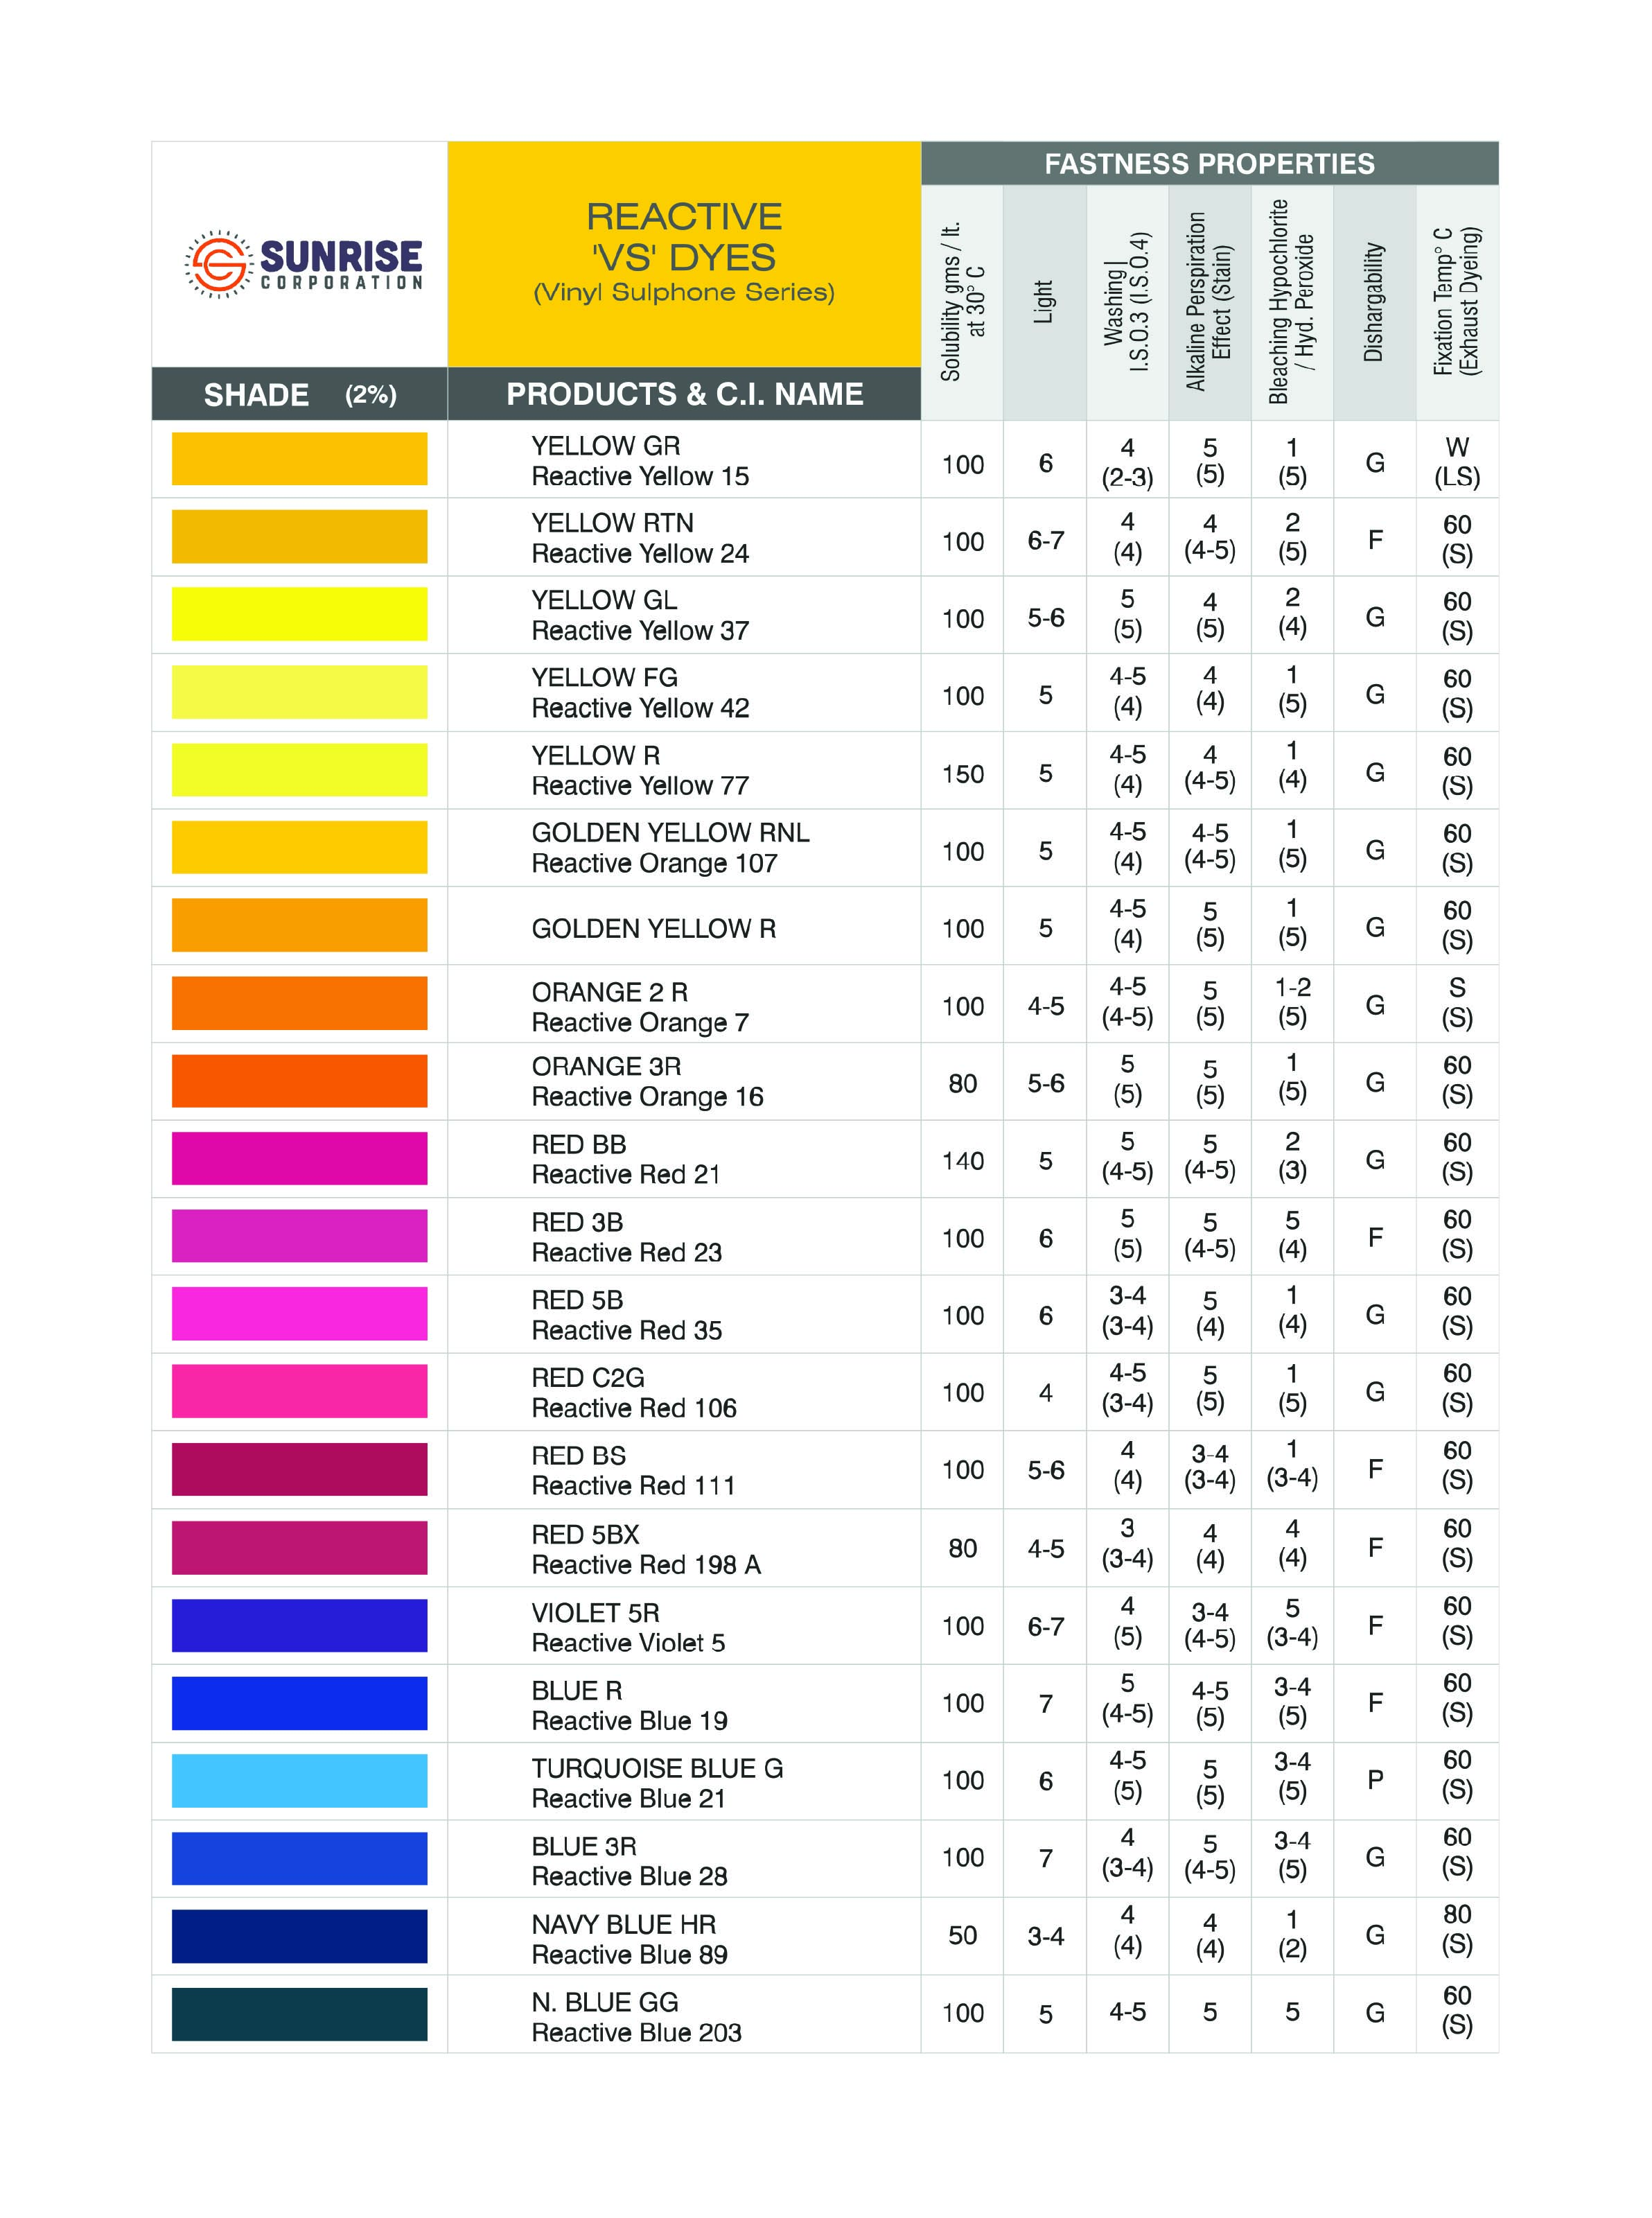 SUNRISE
CORPORATION
REACTIVE
'VS' DYES
(Vinyl Sulphone Series)
FASTNESS PROPERTIES
Solubility gms / lt.
at 30° C
Light
Washing |
I.S.O.3 (I.S.O.4)
Alkaline Perspiration
Effect (Stain)
Bleaching Hypochlorite
/ Hyd. Peroxide
Dishargability
Fixation Temp° C
(Exhaust Dyeing)
SHADE (2%)
PRODUCTS & C.I. NAME
YELLOW GR
Reactive Yellow 15
100 6 4 (2-3) 5 (5) 1 (5) G W (LS)
YELLOW RTN
Reactive Yellow 24
100 6-7 4 (4) 4 (4-5) 2 (5) F 60 (S)
YELLOW GL
Reactive Yellow 37
100 5-6 5 (5) 4 (5) 2 (4) G 60 (S)
YELLOW FG
Reactive Yellow 42
100 5 4-5 (4) 4 (4) 1 (5) G 60 (S)
YELLOW R
Reactive Yellow 77
150 5 4-5 (4) 4 (4-5) 1 (4) G 60 (S)
GOLDEN YELLOW RNL
Reactive Orange 107
100 5 4-5 (4) 4-5 (4-5) 1 (5) G 60 (S)
GOLDEN YELLOW R
100 5 4-5 (4) 5 (5) 1 (5) G 60 (S)
ORANGE 2 R
Reactive Orange 7
100 4-5 4-5 (4-5) 5 (5) 1-2 (5) G S (S)
ORANGE 3R
Reactive Orange 16
80 5-6 5 (5) 5 (5) 1 (5) G 60 (S)
RED BB
Reactive Red 21
140 5 5 (4-5) 5 (4-5) 2 (3) G 60 (S)
RED 3B
Reactive Red 23
100 6 5 (5) 5 (4-5) 5 (4) F 60 (S)
RED 5B
Reactive Red 35
100 6 3-4 (3-4) 5 (4) 1 (4) G 60 (S)
RED C2G
Reactive Red 106
100 4 4-5 (3-4) 5 (5) 1 (5) G 60 (S)
RED BS
Reactive Red 111
100 5-6 4 (4) 3-4 (3-4) 1 (3-4) F 60 (S)
RED 5BX
Reactive Red 198 A
80 4-5 3 (3-4) 4 (4) 4 (4) F 60 (S)
VIOLET 5R
Reactive Violet 5
100 6-7 4 (5) 3-4 (4-5) 5 (3-4) F 60 (S)
BLUE R
Reactive Blue 19
100 7 5 (4-5) 4-5 (5) 3-4 (5) F 60 (S)
TURQUOISE BLUE G
Reactive Blue 21
100 6 4-5 (5) 5 (5) 3-4 (5) P 60 (S)
BLUE 3R
Reactive Blue 28
100 7 4 (3-4) 5 (4-5) 3-4 (5) G 60 (S)
NAVY BLUE HR
Reactive Blue 89
50 3-4 4 (4) 4 (4) 1 (2) G 80 (S)
N. BLUE GG
Reactive Blue 203
100 5 4-5 5 5 G 60 (S)